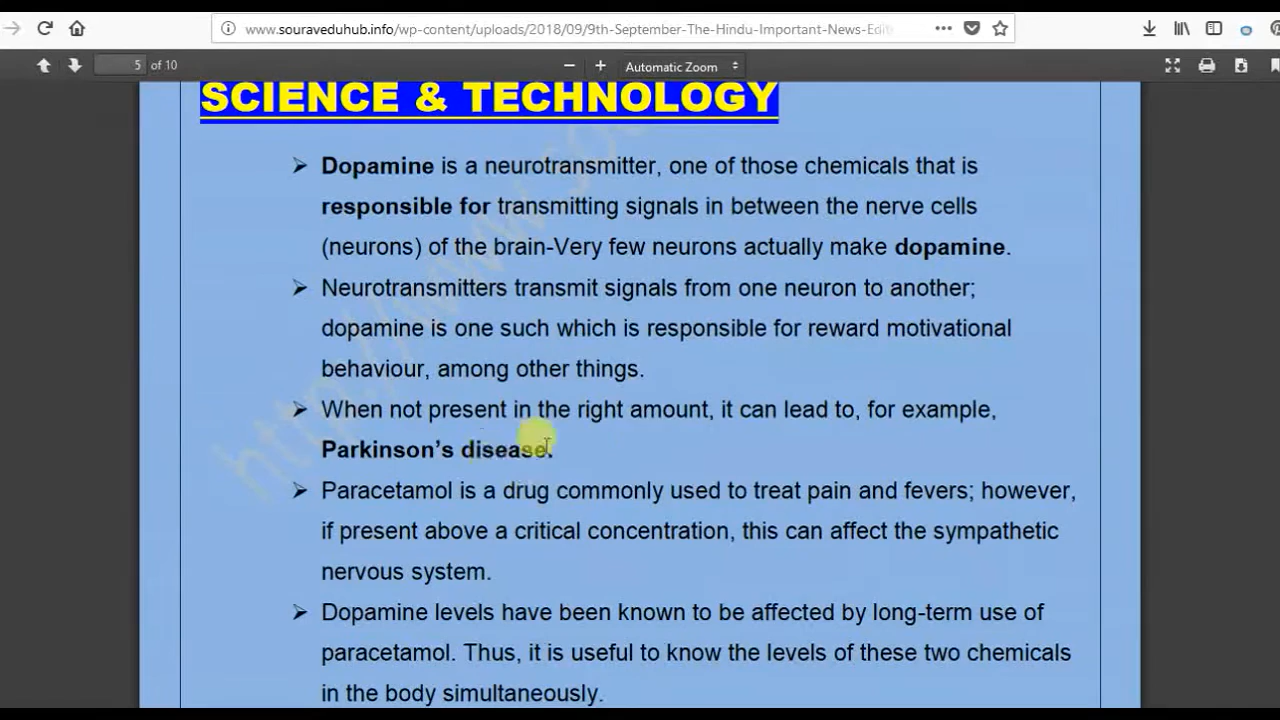 www.souraveduhub.info/wp-content/uploads/2018/09/9th-September-The-Hindu-Important-News-Edit
5 of 10
Automatic Zoom
SCIENCE & TECHNOLOGY
➢ Dopamine is a neurotransmitter, one of those chemicals that is
responsible for transmitting signals in between the nerve cells
(neurons) of the brain-Very few neurons actually make dopamine.
➢ Neurotransmitters transmit signals from one neuron to another;
dopamine is one such which is responsible for reward motivational
behaviour, among other things.
➢ When not present in the right amount, it can lead to, for example,
Parkinson’s disease.
➢ Paracetamol is a drug commonly used to treat pain and fevers; however,
if present above a critical concentration, this can affect the sympathetic
nervous system.
➢ Dopamine levels have been known to be affected by long-term use of
paracetamol. Thus, it is useful to know the levels of these two chemicals
in the body simultaneously.